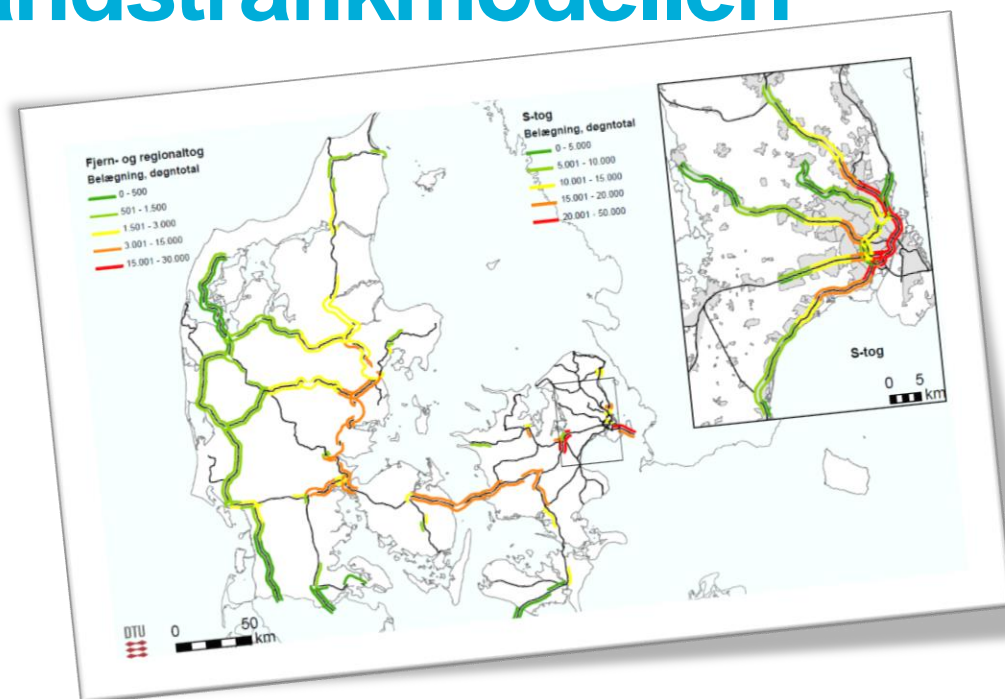 Fjern- og regionaltog
Belægning, døgntotal
0 - 500
501 - 1.500
1.501 - 3.000
3.001 - 15.000
15.001 - 30.000
S-tog
Belægning, døgntotal
0 - 5.000
5.001 - 10.000
10.001 - 15.000
15.001 - 20.000
20.001 - 50.000
S-tog
0 5
km
DTU
0 50
km